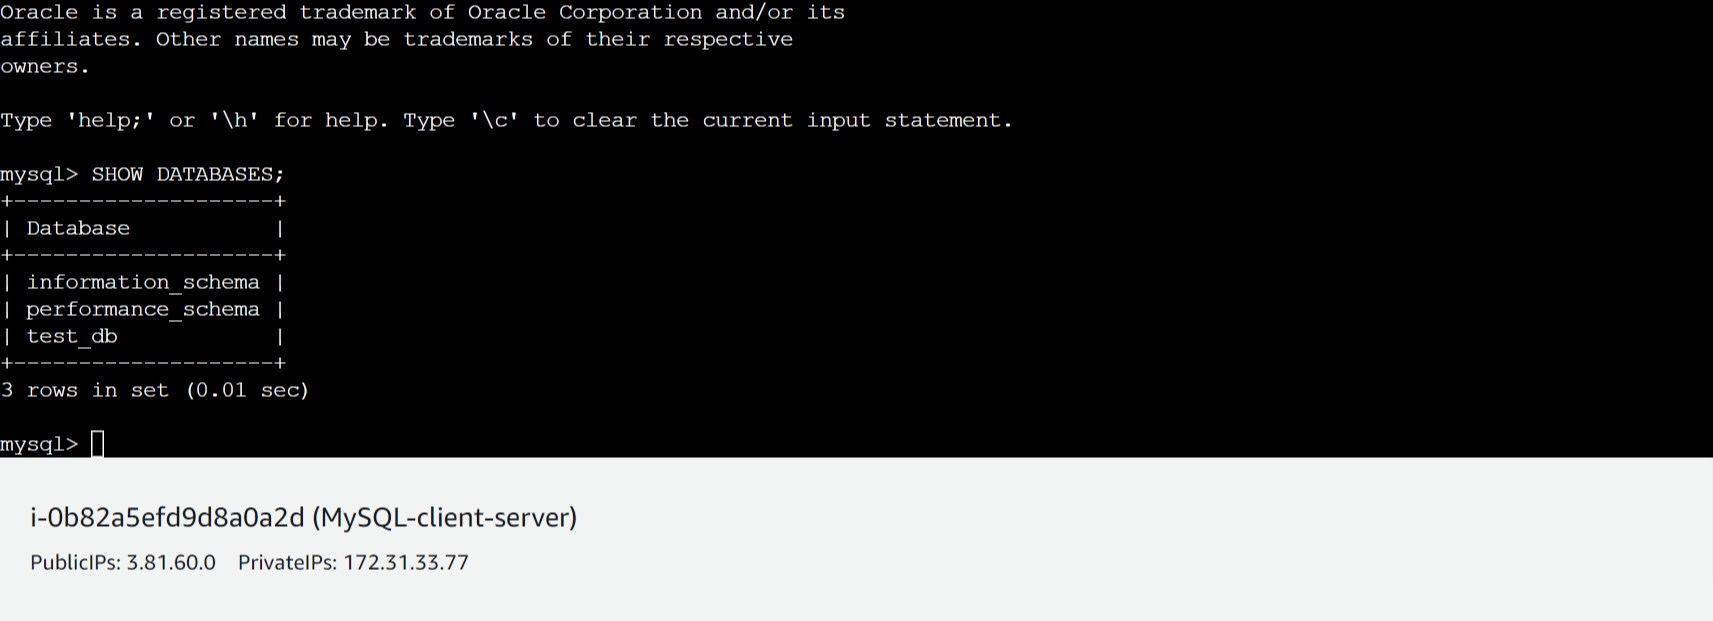 Oracle is a registered trademark of Oracle Corporation and/or its
affiliates. Other names may be trademarks of their respective
owners.
Type 'help;' or '\h' for help. Type '\c' to clear the current input statement.
mysql> SHOW DATABASES;
+--------------------+
| Database           |
+--------------------+
| information_schema |
| performance_schema |
| test_db            |
+--------------------+
3 rows in set (0.01 sec)
mysql>
i-0b82a5efd9d8a0a2d (MySQL-client-server)
PublicIPs: 3.81.60.0 PrivateIPs: 172.31.33.77